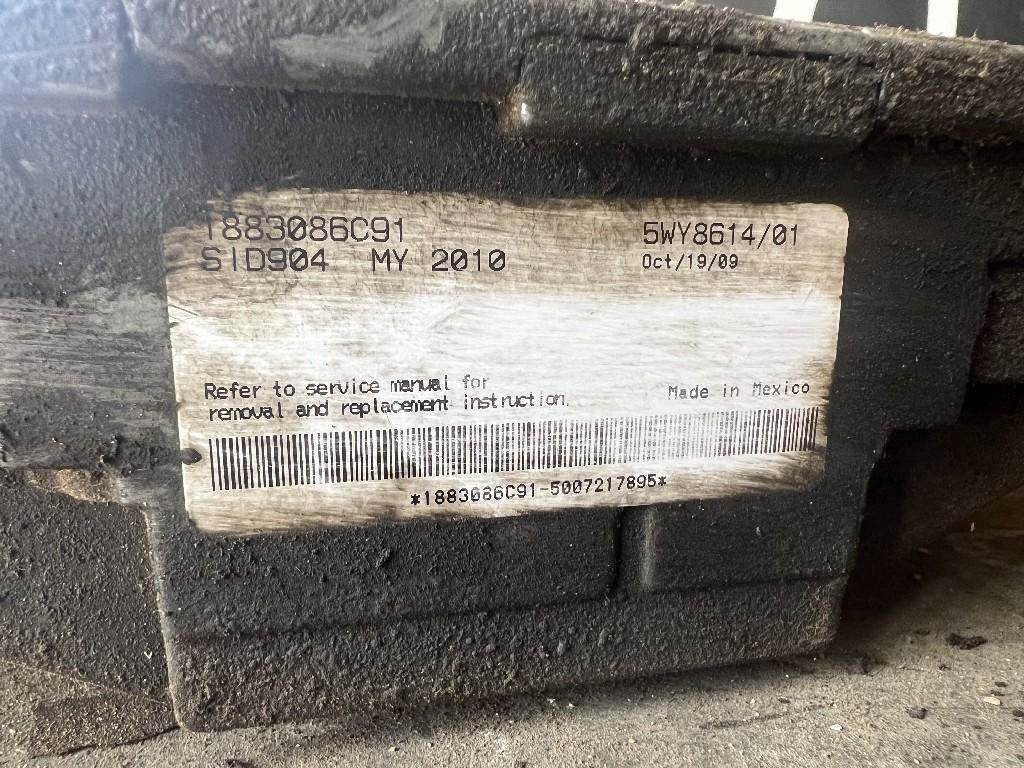 1883086C91
5WY8614/01
SID904 MY 2010
Oct/19/09
Refer to service manual for
removal and replacement instruction.
Made in Mexico
*1883086C91-5007217895*